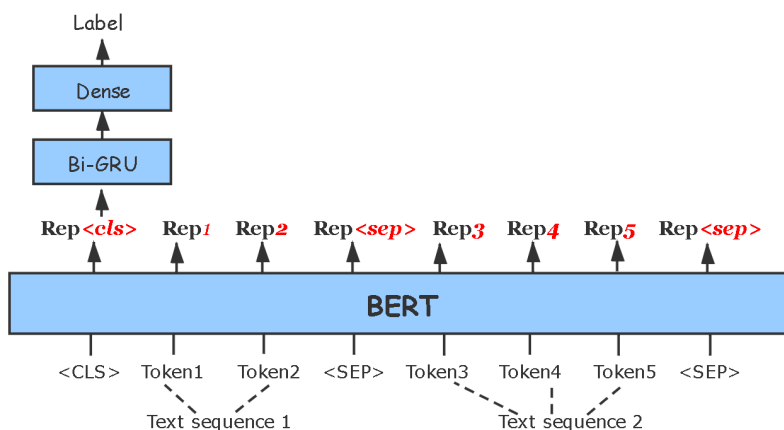 Label
Dense
Bi-GRU
Rep<cls> Rep1 Rep2 Rep<sep> Rep3 Rep4 Rep5 Rep<sep>
BERT
<CLS> Token1 Token2 <SEP> Token3 Token4 Token5 <SEP>
Text sequence 1 Text sequence 2